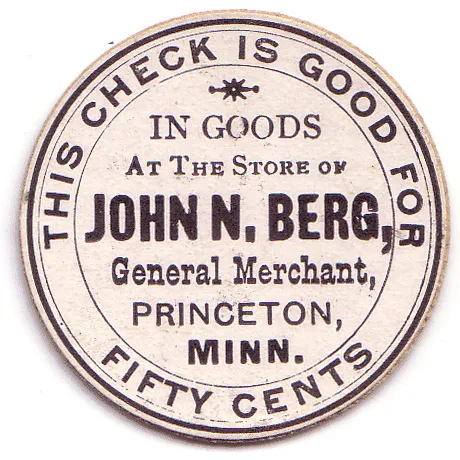 THIS CHECK IS GOOD FOR
IN GOODS
AT THE STORE OF
JOHN N. BERG,
General Merchant,
PRINCETON,
MINN.
FIFTY CENTS